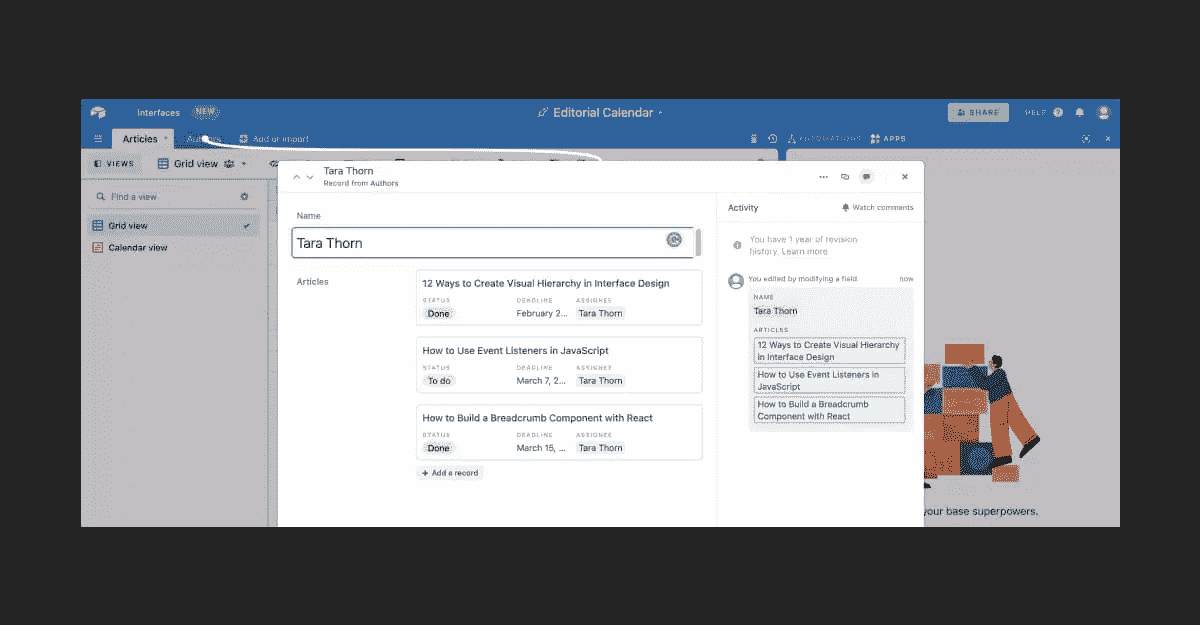 Interfaces NEW
Editorial Calendar
SHARE
HELP
Articles
Authors
Add or import
AUTOMATIONS
APPS
VIEWS
Grid view
Find a view
Grid view
Calendar view
Tara Thorn
Record from Authors
Name
Tara Thorn
Articles
12 Ways to Create Visual Hierarchy in Interface Design
STATUS DEADLINE ASSIGNEE
Done February 2... Tara Thorn
How to Use Event Listeners in JavaScript
STATUS DEADLINE ASSIGNEE
To do March 7, 2... Tara Thorn
How to Build a Breadcrumb Component with React
STATUS DEADLINE ASSIGNEE
Done March 15, ... Tara Thorn
+ Add a record
Activity
Watch comments
You have 1 year of revision
history. Learn more
You edited by modifying a field now
NAME
Tara Thorn
ARTICLES
12 Ways to Create Visual Hierarchy
in Interface Design
How to Use Event Listeners in
JavaScript
How to Build a Breadcrumb
Component with React
your base superpowers.